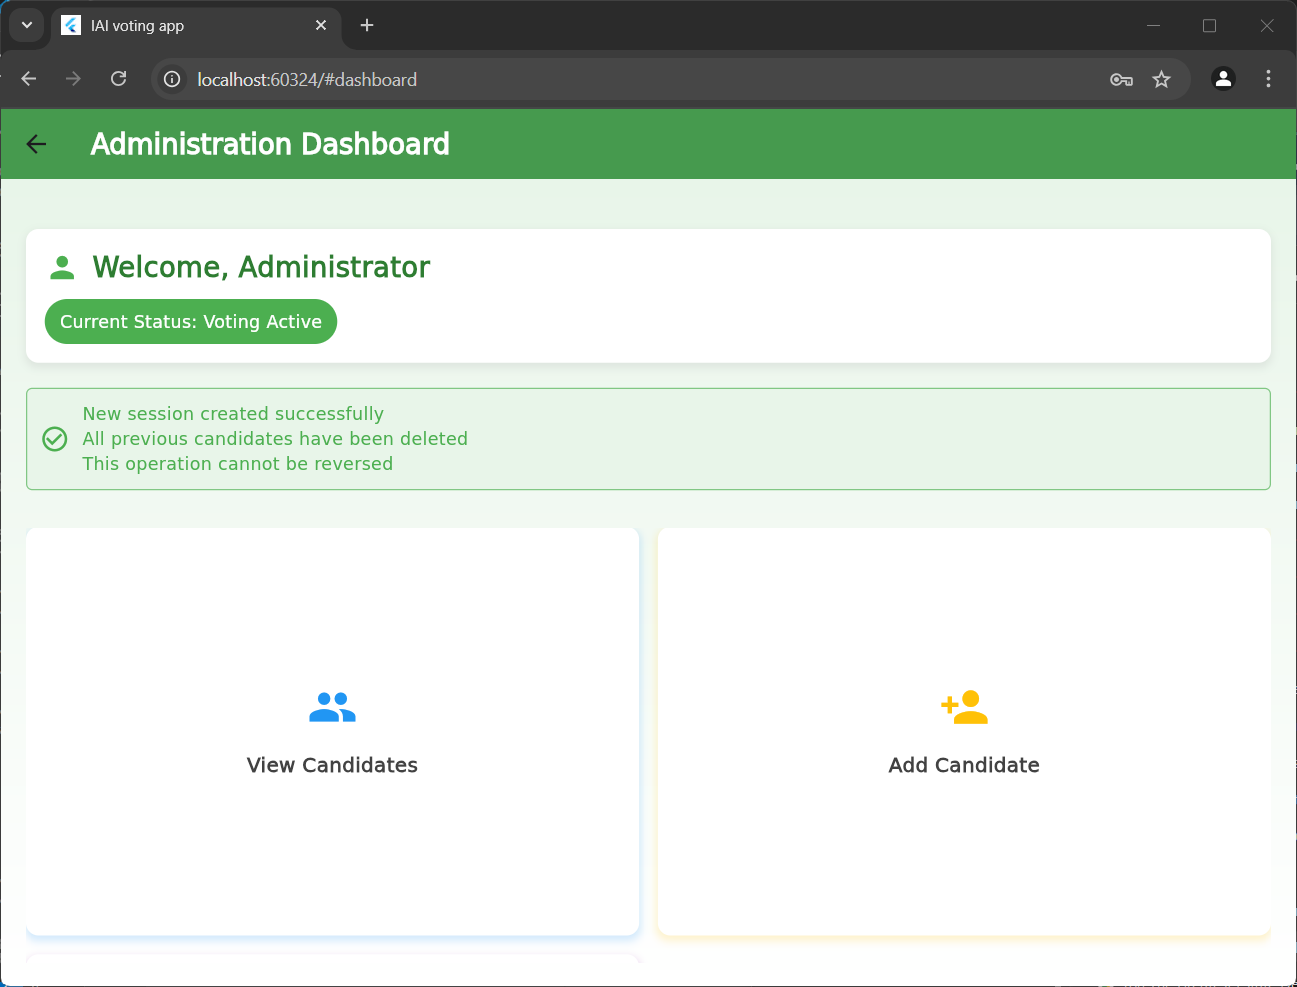 IAI voting app
localhost:60324/#dashboard
Administration Dashboard
Welcome, Administrator
Current Status: Voting Active
New session created successfully
All previous candidates have been deleted
This operation cannot be reversed
View Candidates
Add Candidate